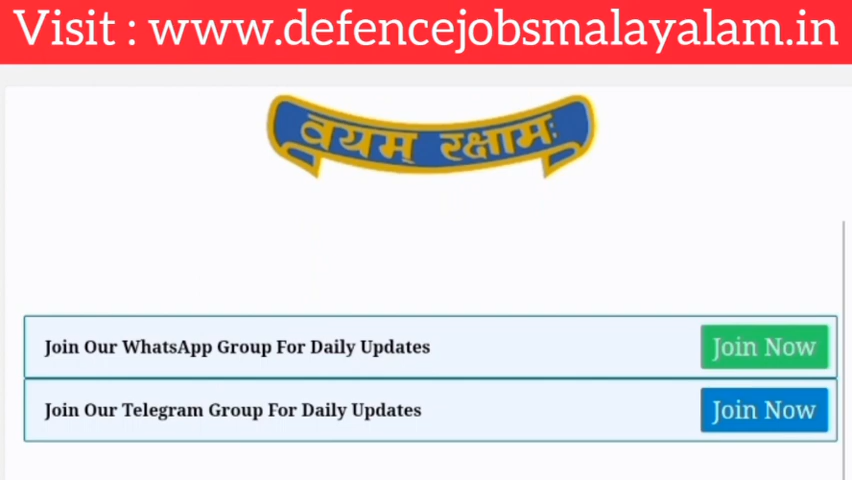 Visit : www.defencejobsmalayalam.in
वयम् रक्षामः
Join Our WhatsApp Group For Daily Updates
Join Now
Join Our Telegram Group For Daily Updates
Join Now